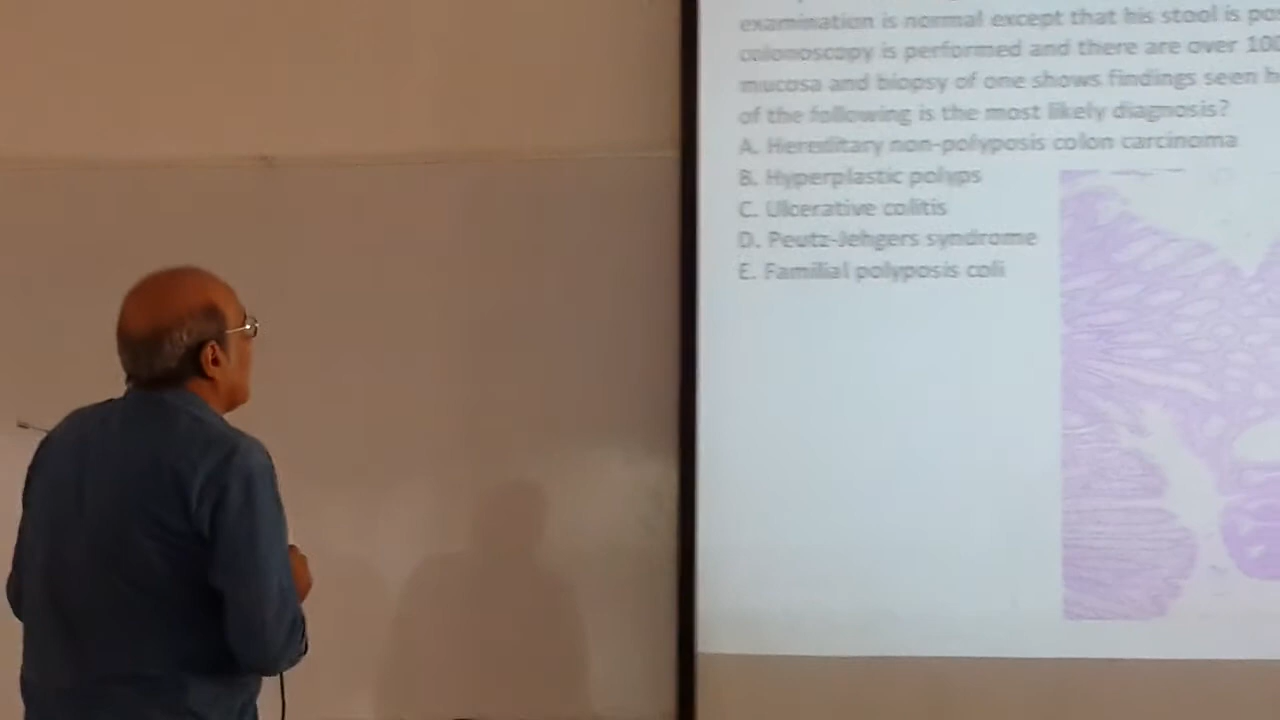 examination is normal except that his stool is pos
colonoscopy is performed and there are over 100
mucosa and biopsy of one shows findings seen h
of the following is the most likely diagnosis?
A. Hereditary non-polyposis colon carcinoma
B. Hyperplastic polyps
C. Ulcerative colitis
D. Peutz-Jehgers syndrome
E. Familial polyposis coli